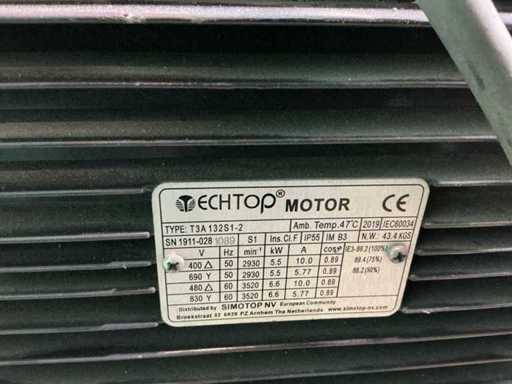 TECHTOP® MOTOR CE
TYPE: T3A 132S1-2 Amb. Temp. 47℃ 2019 IEC60034
SN 1911-028 1089 S1 Ins. Cl. F IP55 IM B3 N.W.: 43.4 KGS
V Hz min⁻¹ kW A cosφ IE3-89.2 (100%)
400 △ 50 2930 5.5 10.0 0.89 89.4 (75%)
690 Y 50 2930 5.5 5.77 0.89 88.2 (50%)
480 △ 60 3520 6.6 10.0 0.89
830 Y 60 3520 6.6 5.77 0.89
Distributed by SIMOTOP NV European Community
Broekstraat 32 6828 PZ Arnhem The Netherlands www.simotop-nv.com